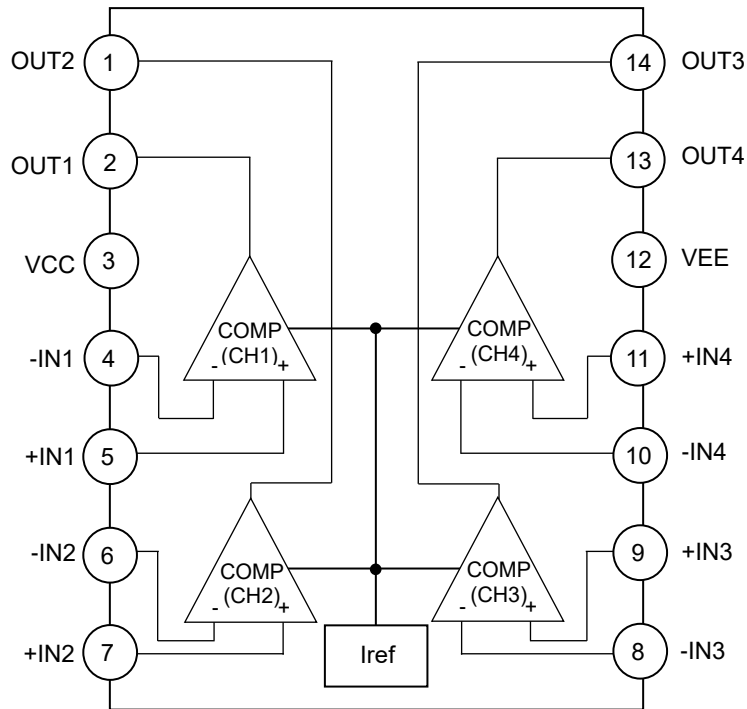 OUT2 1 14 OUT3
OUT1 2 13 OUT4
VCC 3 12 VEE
COMP
(CH1)
- +
COMP
(CH4)
- +
-IN1 4 11 +IN4
+IN1 5 10 -IN4
-IN2 6 9 +IN3
COMP
(CH2)
- +
COMP
(CH3)
- +
+IN2 7 8 -IN3
Iref